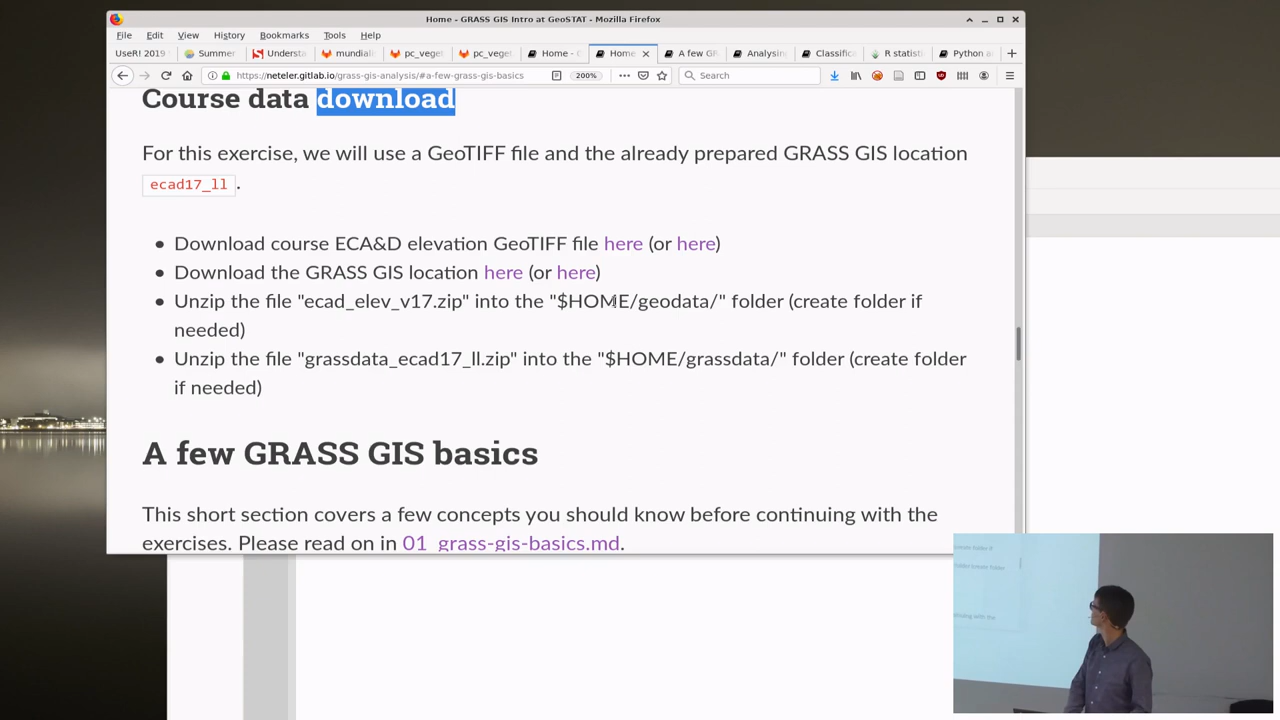 Home - GRASS GIS Intro at GeoSTAT - Mozilla Firefox
File Edit View History Bookmarks Tools Help
UseR! 2019 Summer Understa mundiali pc_veget pc_veget Home - G Home A few GR Analysin Classifica R statisti Python a
https://neteler.gitlab.io/grass-gis-analysis/#a-few-grass-gis-basics 200% Search
Course data download
For this exercise, we will use a GeoTIFF file and the already prepared GRASS GIS location
ecad17_ll .
• Download course ECA&D elevation GeoTIFF file here (or here)
• Download the GRASS GIS location here (or here)
• Unzip the file "ecad_elev_v17.zip" into the "$HOME/geodata/" folder (create folder if
needed)
• Unzip the file "grassdata_ecad17_ll.zip" into the "$HOME/grassdata/" folder (create folder
if needed)
A few GRASS GIS basics
This short section covers a few concepts you should know before continuing with the
exercises. Please read on in 01_grass-gis-basics.md.